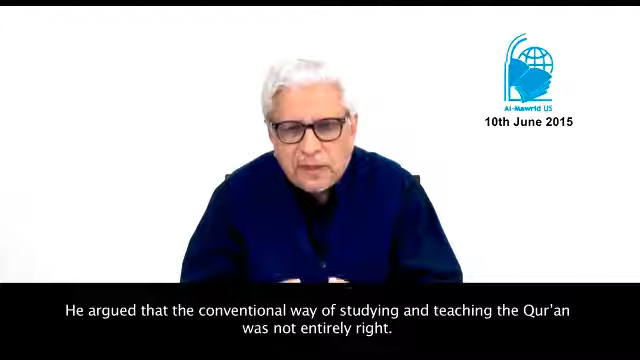 Al-Mawrid US
10th June 2015
He argued that the conventional way of studying and teaching the Qur'an
was not entirely right.